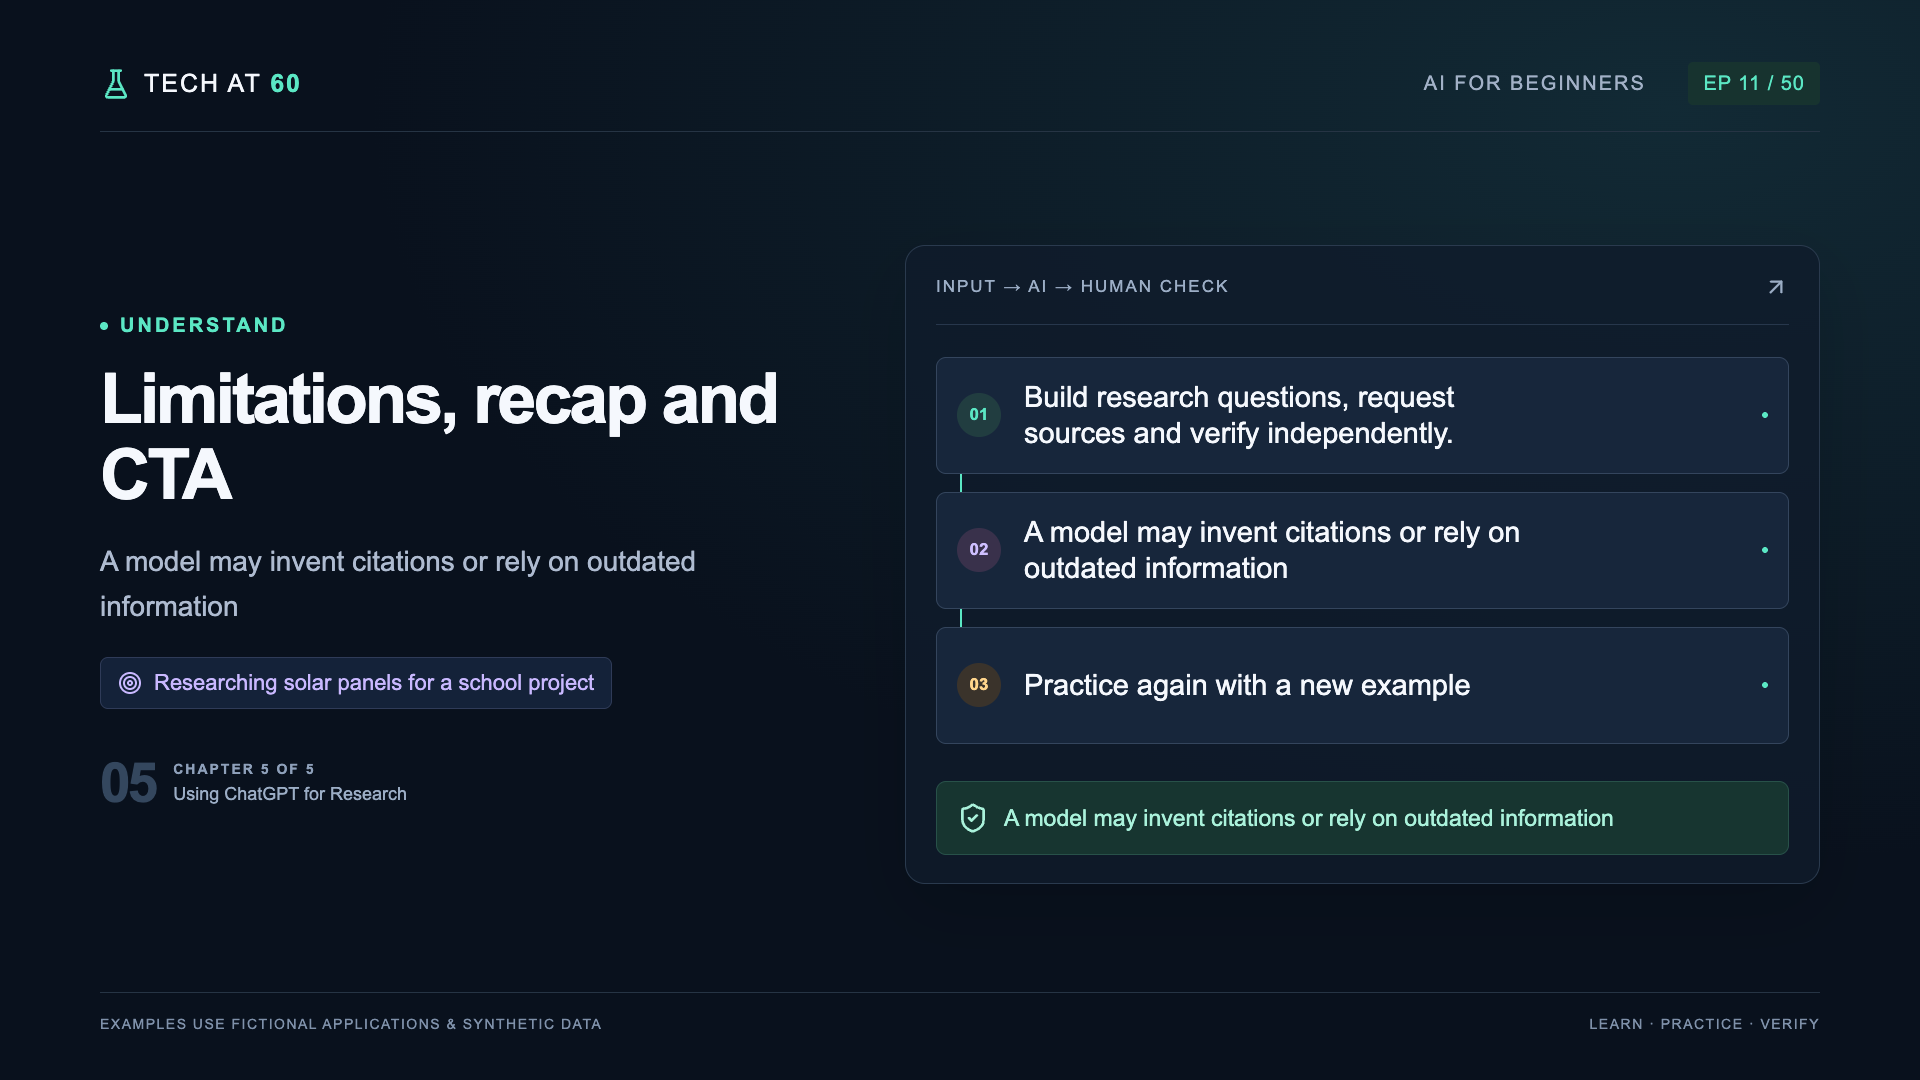 TECH AT 60
AI FOR BEGINNERS
EP 11 / 50
UNDERSTAND
Limitations, recap and
CTA
A model may invent citations or rely on outdated
information
Researching solar panels for a school project
05
CHAPTER 5 OF 5
Using ChatGPT for Research
INPUT → AI → HUMAN CHECK
01
Build research questions, request
sources and verify independently.
02
A model may invent citations or rely on
outdated information
03
Practice again with a new example
A model may invent citations or rely on outdated information
EXAMPLES USE FICTIONAL APPLICATIONS & SYNTHETIC DATA
LEARN · PRACTICE · VERIFY